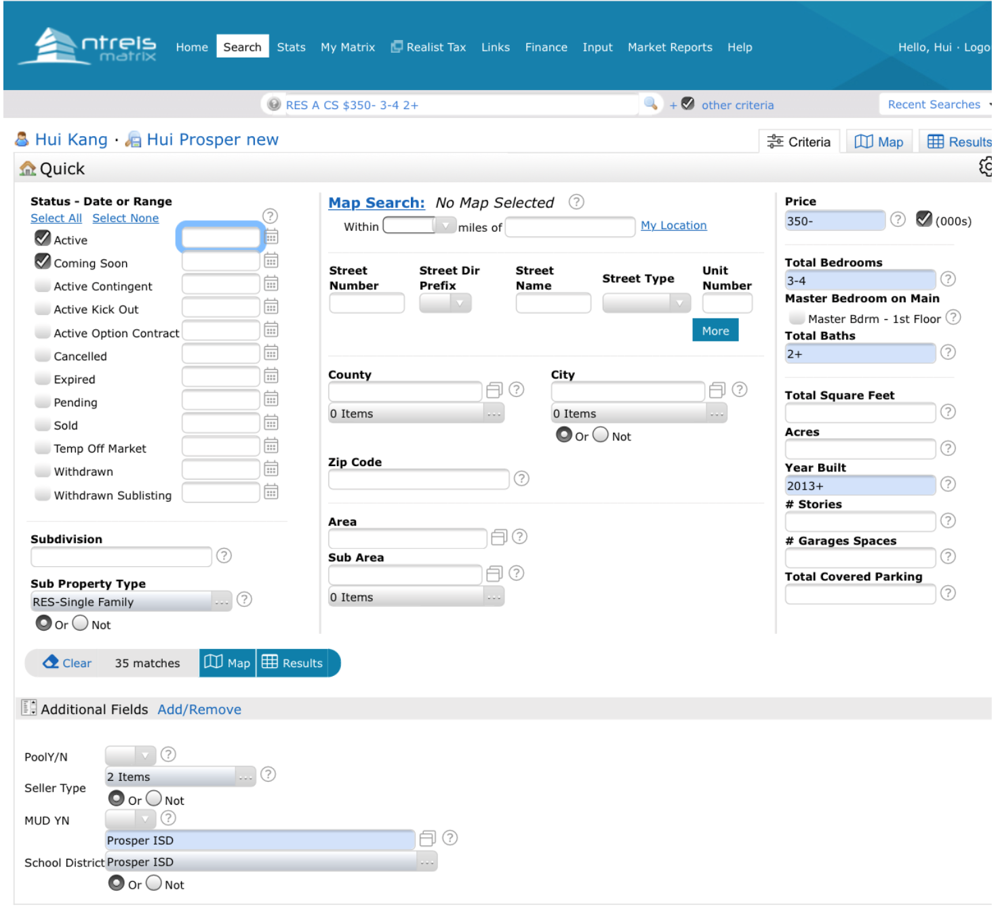 ntreis
matrix
Home Search Stats My Matrix Realist Tax Links Finance Input Market Reports Help
Hello, Hui · Logo
RES A CS $350- 3-4 2+
+ other criteria
Recent Searches
Hui Kang · Hui Prosper new
Criteria Map Results
Quick
Status - Date or Range
Select All Select None
Active
Coming Soon
Active Contingent
Active Kick Out
Active Option Contract
Cancelled
Expired
Pending
Sold
Temp Off Market
Withdrawn
Withdrawn Sublisting
Subdivision
Sub Property Type
RES-Single Family ...
Or Not
Map Search: No Map Selected
Within miles of My Location
Street Number
Street Dir Prefix
Street Name
Street Type
Unit Number
More
County
0 Items ...
City
0 Items ...
Or Not
Zip Code
Area
Sub Area
0 Items ...
Price
350- (000s)
Total Bedrooms
3-4
Master Bedroom on Main
Master Bdrm - 1st Floor
Total Baths
2+
Total Square Feet
Acres
Year Built
2013+
# Stories
# Garages Spaces
Total Covered Parking
Clear 35 matches Map Results
Additional Fields Add/Remove
PoolY/N
2 Items ...
Seller Type
Or Not
MUD YN
Prosper ISD
School District Prosper ISD ...
Or Not